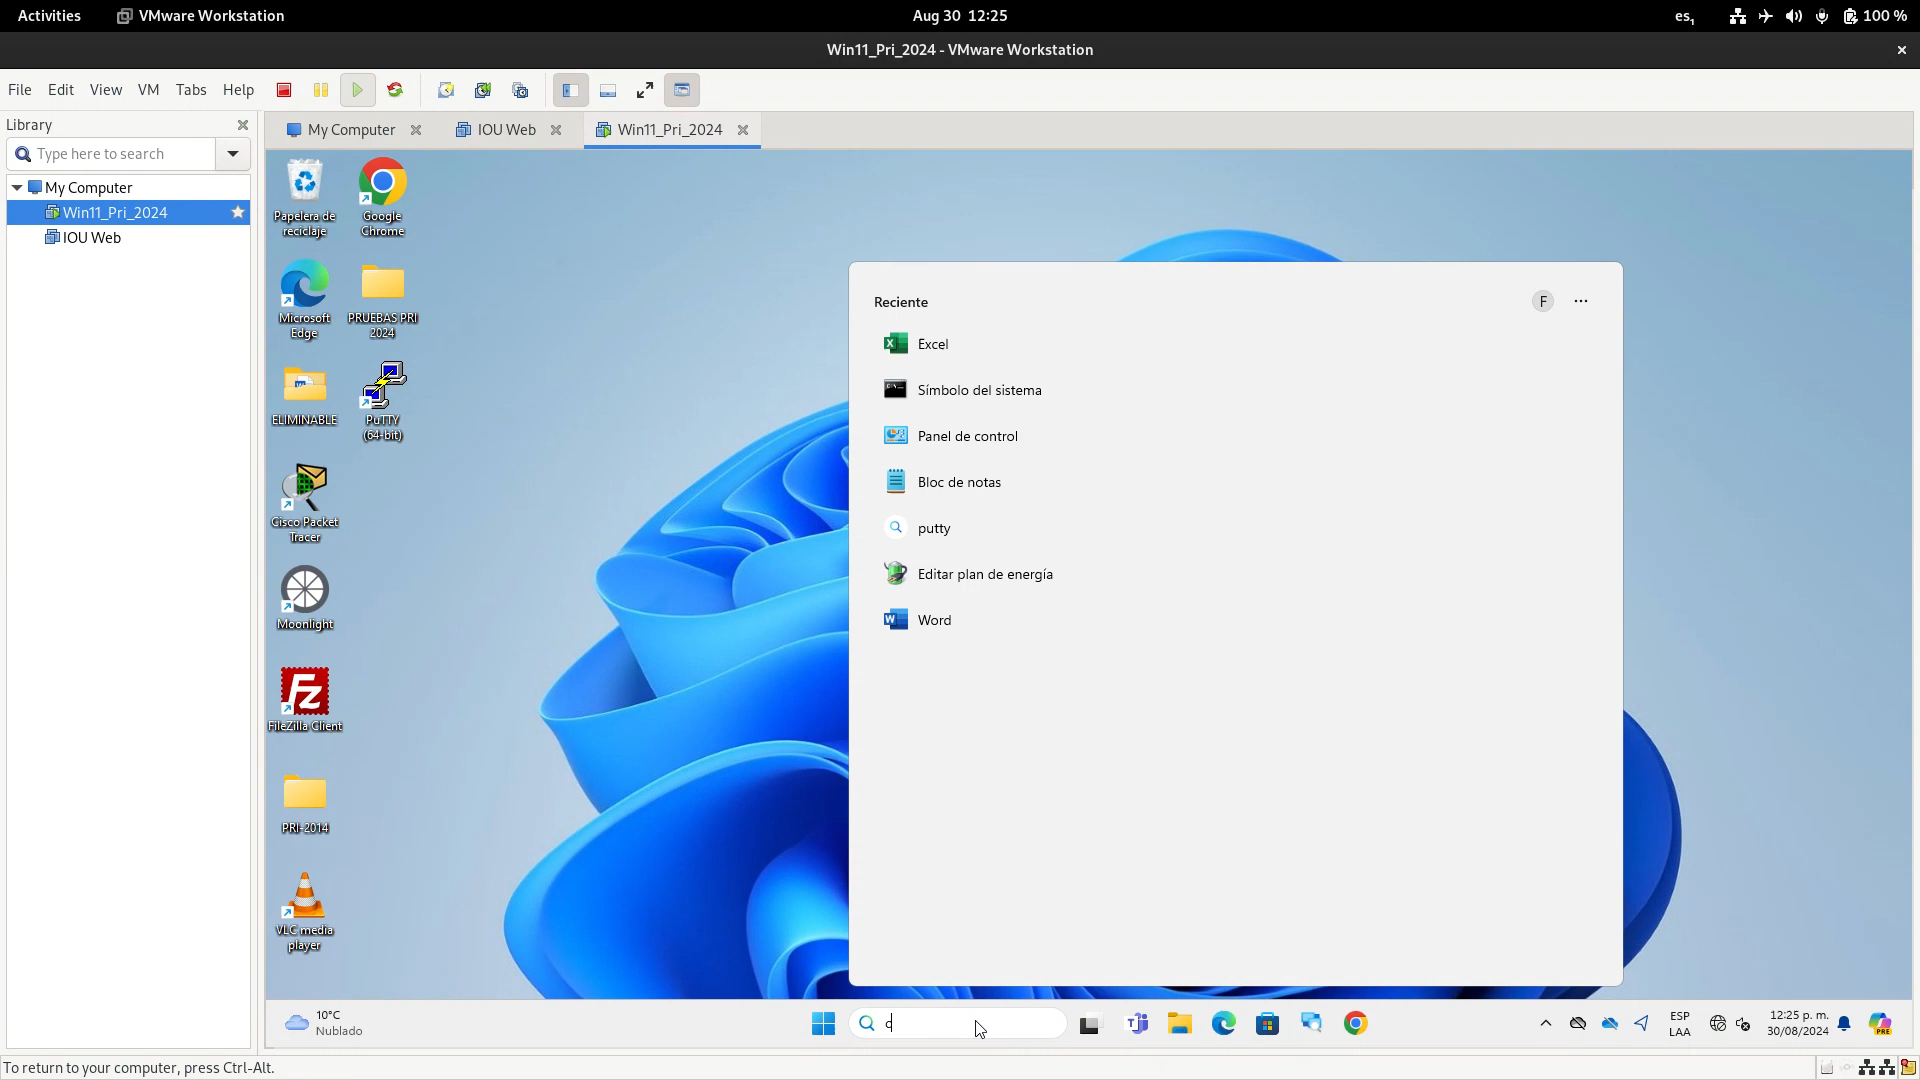 Activities
VMware Workstation
Aug 30 12:25
es₁
100 %
Win11_Pri_2024 - VMware Workstation
File Edit View VM Tabs Help
Library
Type here to search
My Computer
Win11_Pri_2024
IOU Web
My Computer
IOU Web
Win11_Pri_2024
Papelera de
reciclaje
Google
Chrome
Microsoft
Edge
PRUEBAS PRI
2024
ELIMINABLE
PuTTY
(64-bit)
Cisco Packet
Tracer
Moonlight
FileZilla Client
PRI-2014
VLC media
player
Reciente
F
Excel
Símbolo del sistema
Panel de control
Bloc de notas
putty
Editar plan de energía
Word
10°C
Nublado
c
ESP
LAA
12:25 p. m.
30/08/2024
PRE
To return to your computer, press Ctrl-Alt.